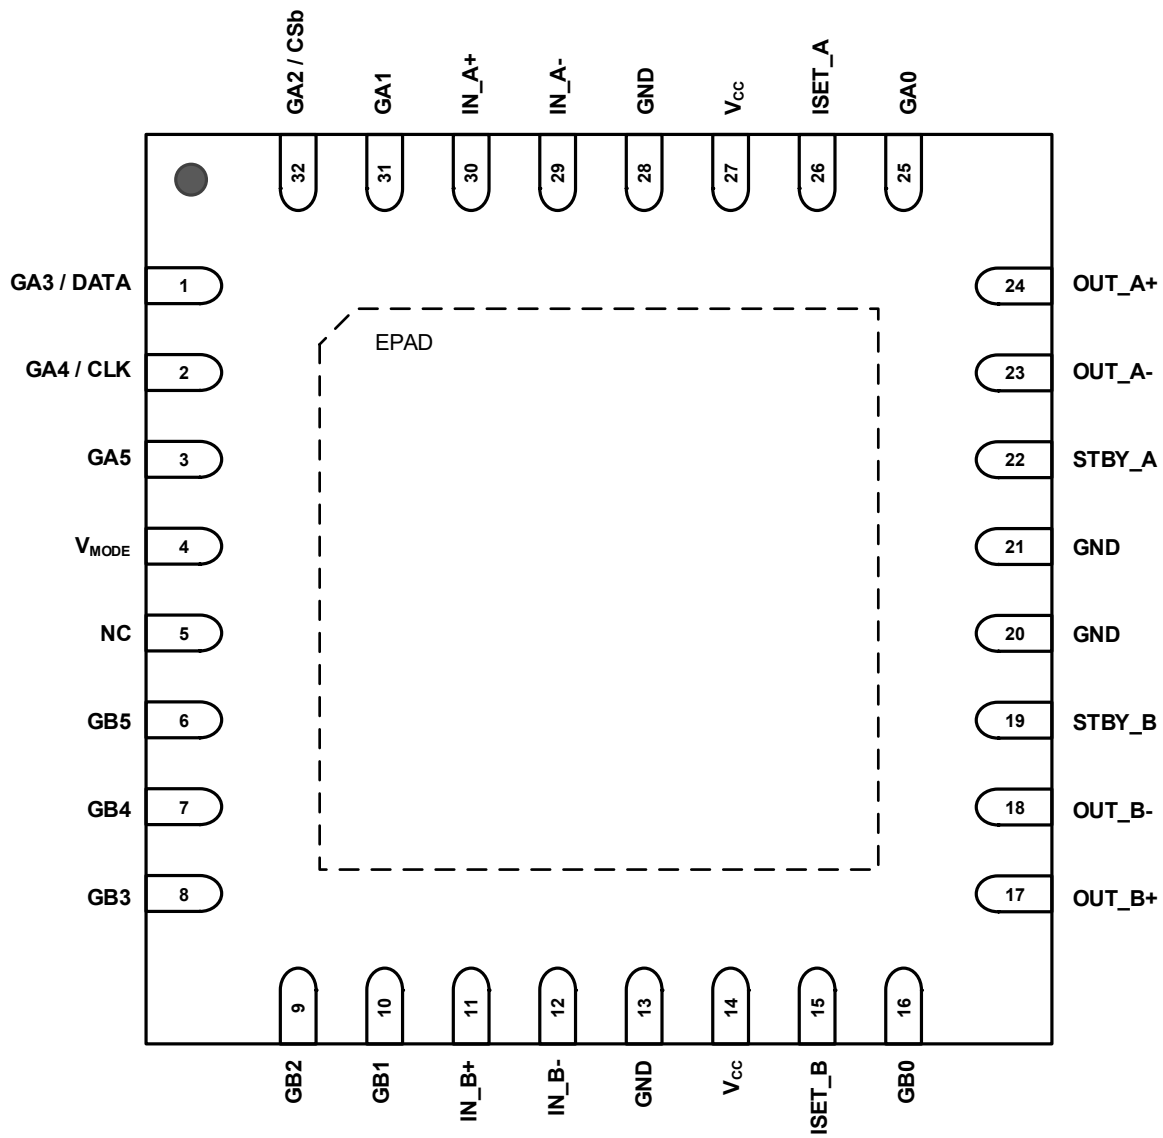 GA2 / CSb
GA1
IN_A+
IN_A-
GND
VCC
ISET_A
GA0
32
31
30
29
28
27
26
25
GA3 / DATA
1
24
OUT_A+
EPAD
GA4 / CLK
2
23
OUT_A-
GA5
3
22
STBY_A
VMODE
4
21
GND
NC
5
20
GND
GB5
6
19
STBY_B
GB4
7
18
OUT_B-
GB3
8
17
OUT_B+
9
10
11
12
13
14
15
16
GB2
GB1
IN_B+
IN_B-
GND
VCC
ISET_B
GB0